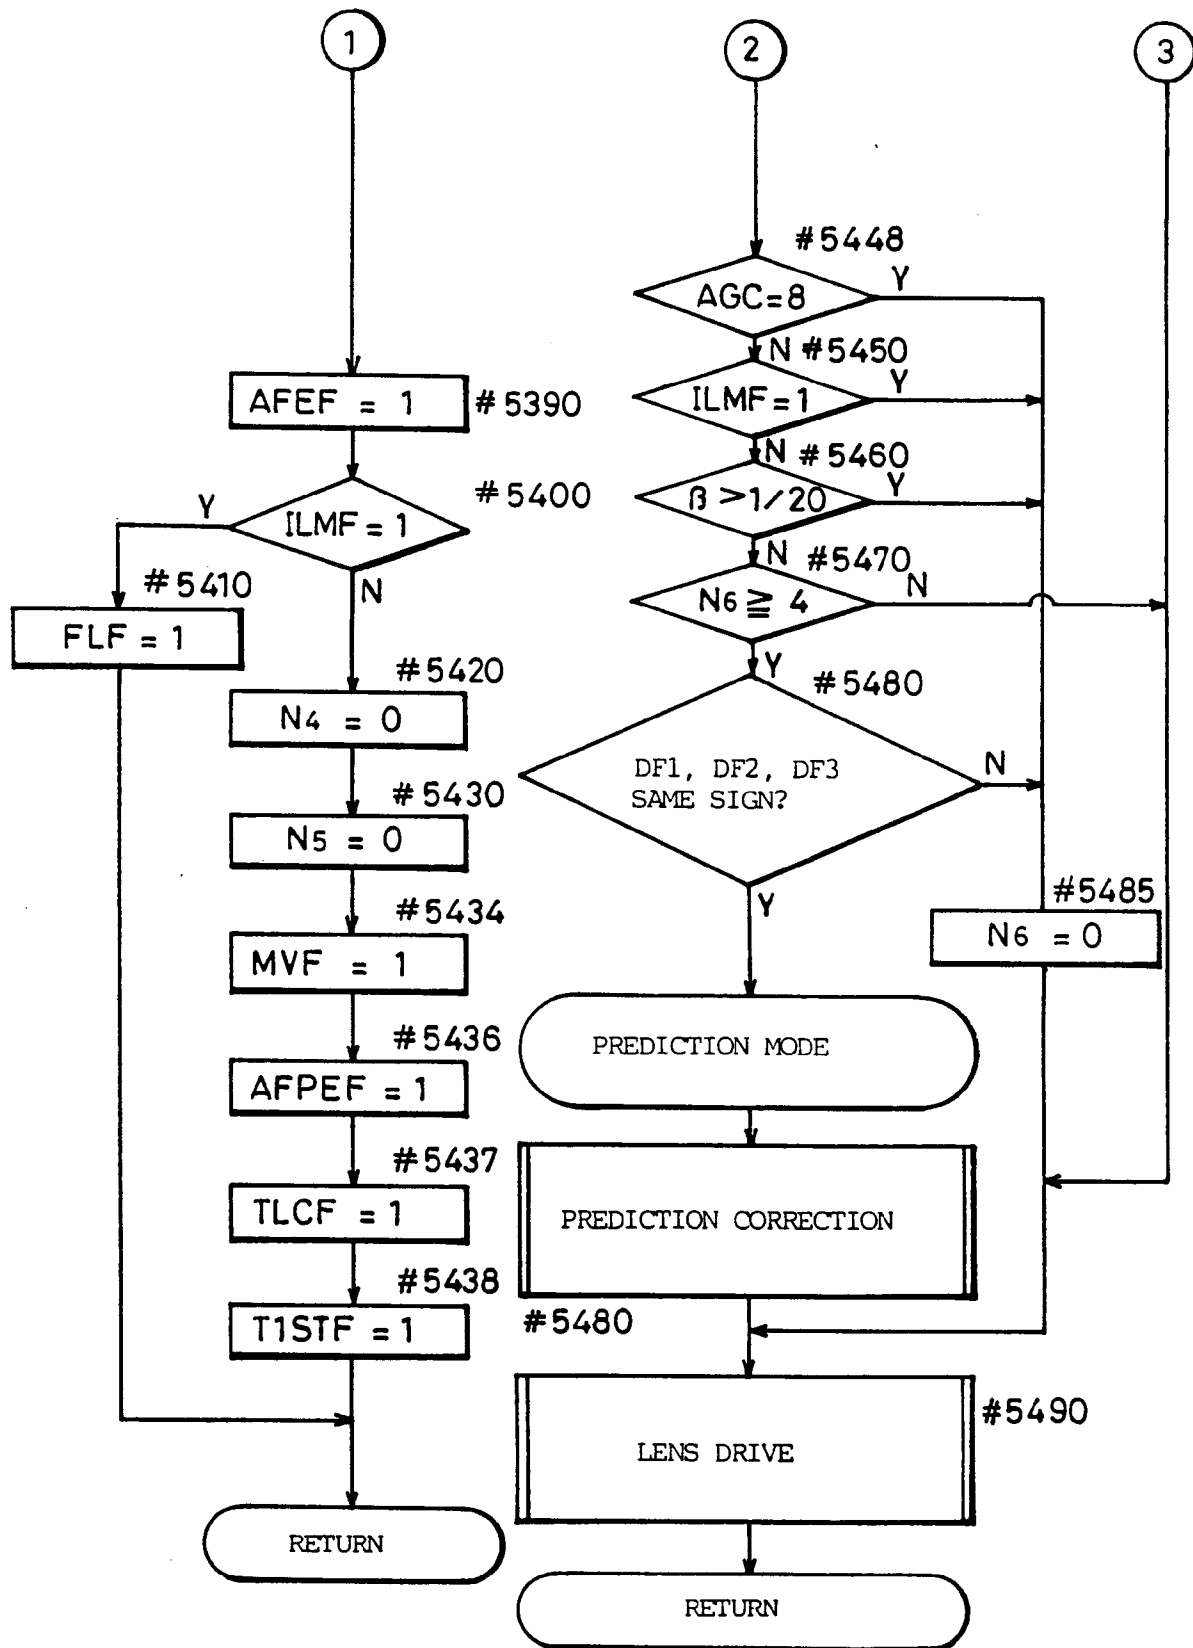 1
AFEF = 1 #5390
#5400
ILMF = 1
Y
N
#5410
FLF = 1
#5420
N4 = 0
#5430
N5 = 0
#5434
MVF = 1
#5436
AFPEF = 1
#5437
TLCF = 1
#5438
T1STF = 1
RETURN
2
#5448
AGC=8
Y
N #5450
ILMF=1
Y
N #5460
β >1/20
Y
N #5470
N6 ≧ 4
N
Y
#5480
DF1, DF2, DF3
SAME SIGN?
N
Y
PREDICTION MODE
PREDICTION CORRECTION
#5480
LENS DRIVE
#5490
RETURN
3
#5485
N6 = 0